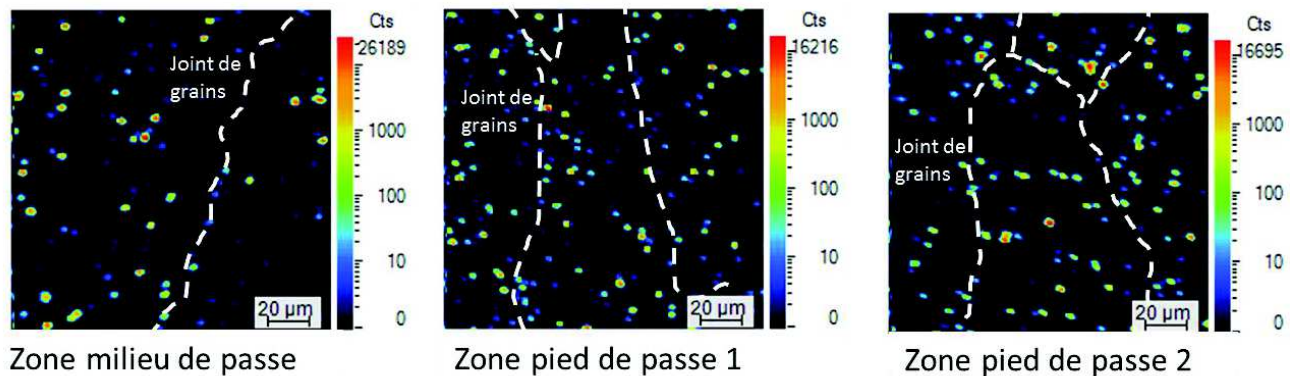 Cts
26189
1000
100
10
0
Joint de
grains
20 µm
Zone milieu de passe
Cts
16216
1000
100
10
0
Joint de
grains
20 µm
Zone pied de passe 1
Cts
16695
1000
100
10
0
Joint de
grains
20 µm
Zone pied de passe 2